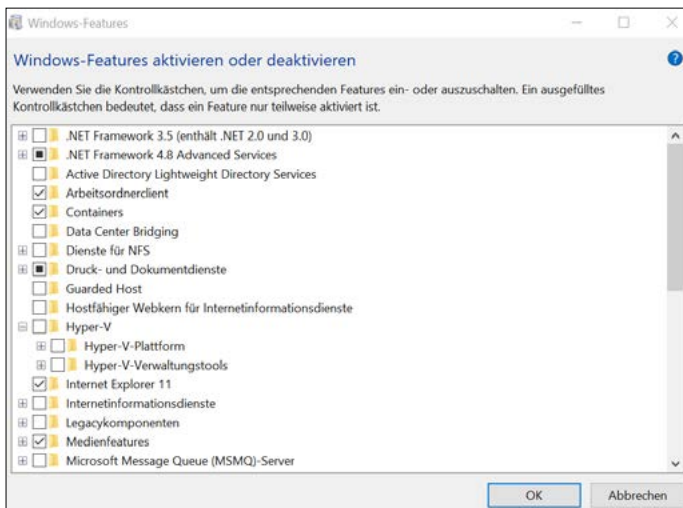 Windows-Features
Windows-Features aktivieren oder deaktivieren
Verwenden Sie die Kontrollkästchen, um die entsprechenden Features ein- oder auszuschalten. Ein ausgefülltes
Kontrollkästchen bedeutet, dass ein Feature nur teilweise aktiviert ist.
.NET Framework 3.5 (enthält .NET 2.0 und 3.0)
.NET Framework 4.8 Advanced Services
Active Directory Lightweight Directory Services
Arbeitsordnerclient
Containers
Data Center Bridging
Dienste für NFS
Druck- und Dokumentdienste
Guarded Host
Hostfähiger Webkern für Internetinformationsdienste
Hyper-V
Hyper-V-Plattform
Hyper-V-Verwaltungstools
Internet Explorer 11
Internetinformationsdienste
Legacykomponenten
Medienfeatures
Microsoft Message Queue (MSMQ)-Server
OK Abbrechen